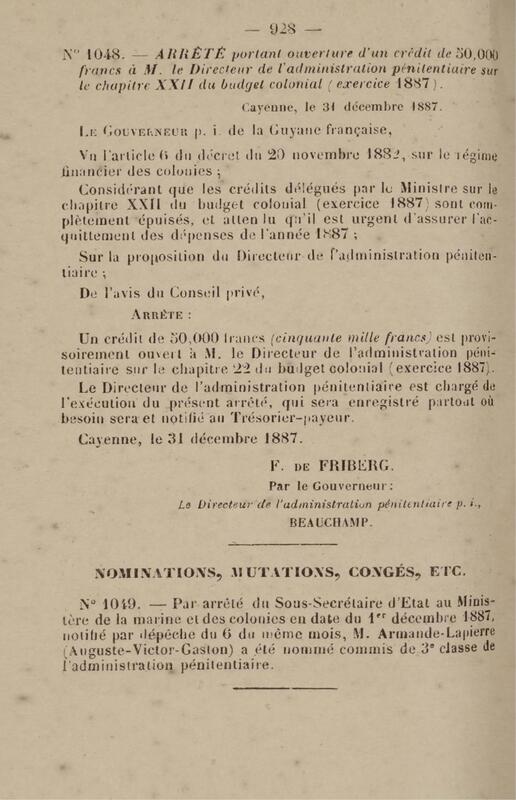 — 928 —
N° 1048. — ARRÊTÉ portant ouverture d'un crédit de 50,000
francs à M. le Directeur de l'administration pénitentiaire sur
le chapitre XXII du budget colonial (exercice 1887).
Cayenne, le 31 décembre 1887.
LE GOUVERNEUR p. i. de la Guyane française,
Vu l'article 6 du décret du 20 novembre 1882, sur le régime
financier des colonies ;
Considérant que les crédits délégués par le Ministre sur le
chapitre XXII du budget colonial (exercice 1887) sont com-
plètement épuisés, et attendu qu'il est urgent d'assurer l'ac-
quittement des dépenses de l'année 1887 ;
Sur la proposition du Directeur de l'administration péniten-
tiaire ;
De l'avis du Conseil privé,
ARRÊTE :
Un crédit de 50,000 francs (cinquante mille francs) est provi-
soirement ouvert à M. le Directeur de l'administration péni-
tentiaire sur le chapitre 22 du budget colonial (exercice 1887).
Le Directeur de l'administration pénitentiaire est chargé de
l'exécution du présent arrêté, qui sera enregistré partout où
besoin sera et notifié au Trésorier-payeur.
Cayenne, le 31 décembre 1887.
F. DE FRIBERG.
Par le Gouverneur :
Le Directeur de l'administration pénitentiaire p. i.,
BEAUCHAMP.
NOMINATIONS, MUTATIONS, CONGÉS, ETC.
N° 1049. — Par arrêté du Sous-Secrétaire d'Etat au Minis-
tère de la marine et des colonies en date du 1er décembre 1887,
notifié par dépêche du 6 du même mois, M. Armande-Lapierre
(Auguste-Victor-Gaston) a été nommé commis de 3e classe de
l'administration pénitentiaire.